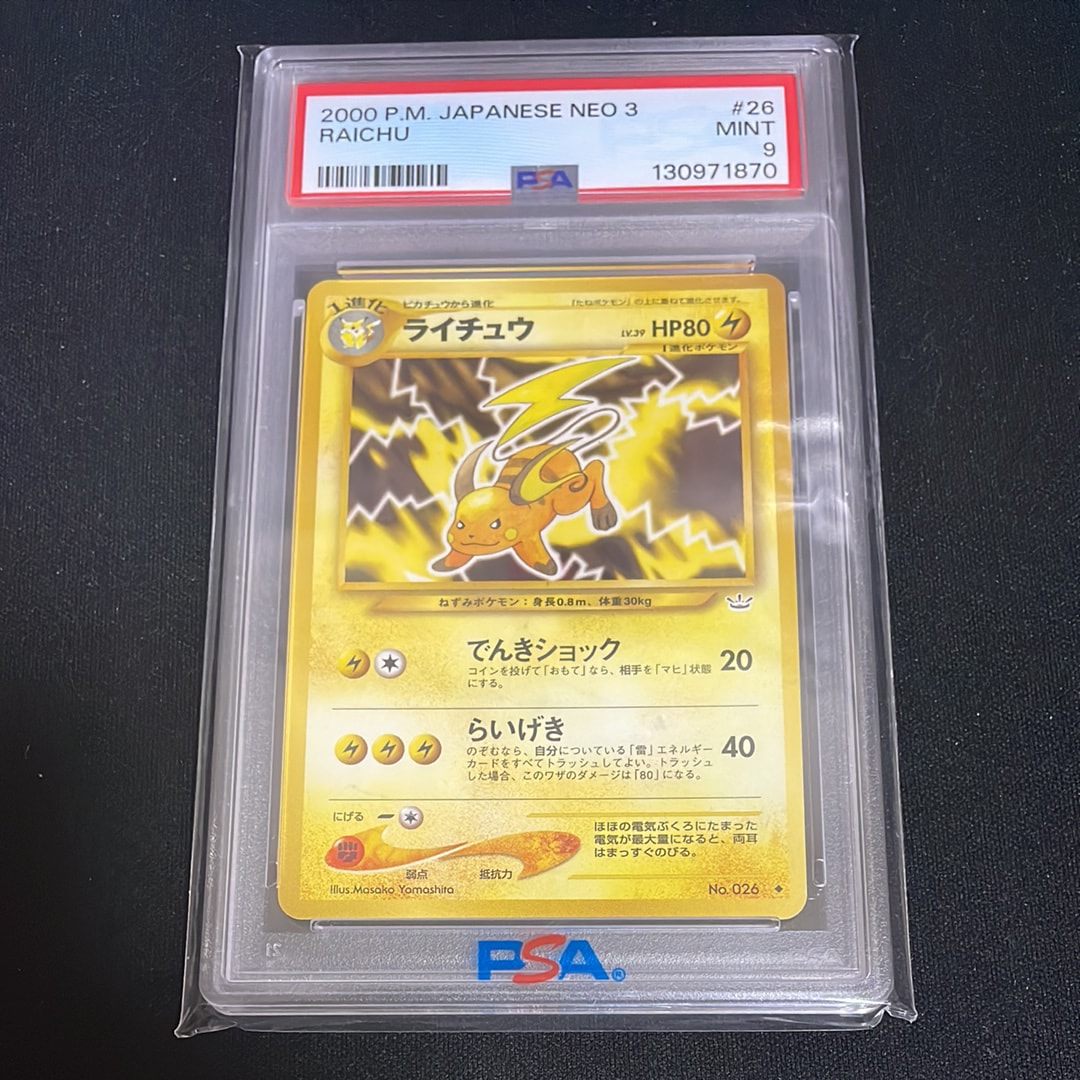 2000 P.M. JAPANESE NEO 3 #26
RAICHU MINT
9
PSA 130971870
1進化 ピカチュウから進化 「たねポケモン」の上に重ねて進化させます。
ライチュウ LV.39 HP80
1進化ポケモン
ねずみポケモン：身長0.8m、体重30kg
でんきショック 20
コインを投げて「おもて」なら、相手を「マヒ」状態
にする。
らいげき 40
のぞむなら、自分についている「雷」エネルギー
カードをすべてトラッシュしてよい。トラッシュ
した場合、このワザのダメージは「80」になる。
にげる
ほほの電気ぶくろにたまった
電気が最大量になると、両耳
はまっすぐのびる。
弱点 抵抗力
Illus.Masako Yamashita No. 026
PSA®